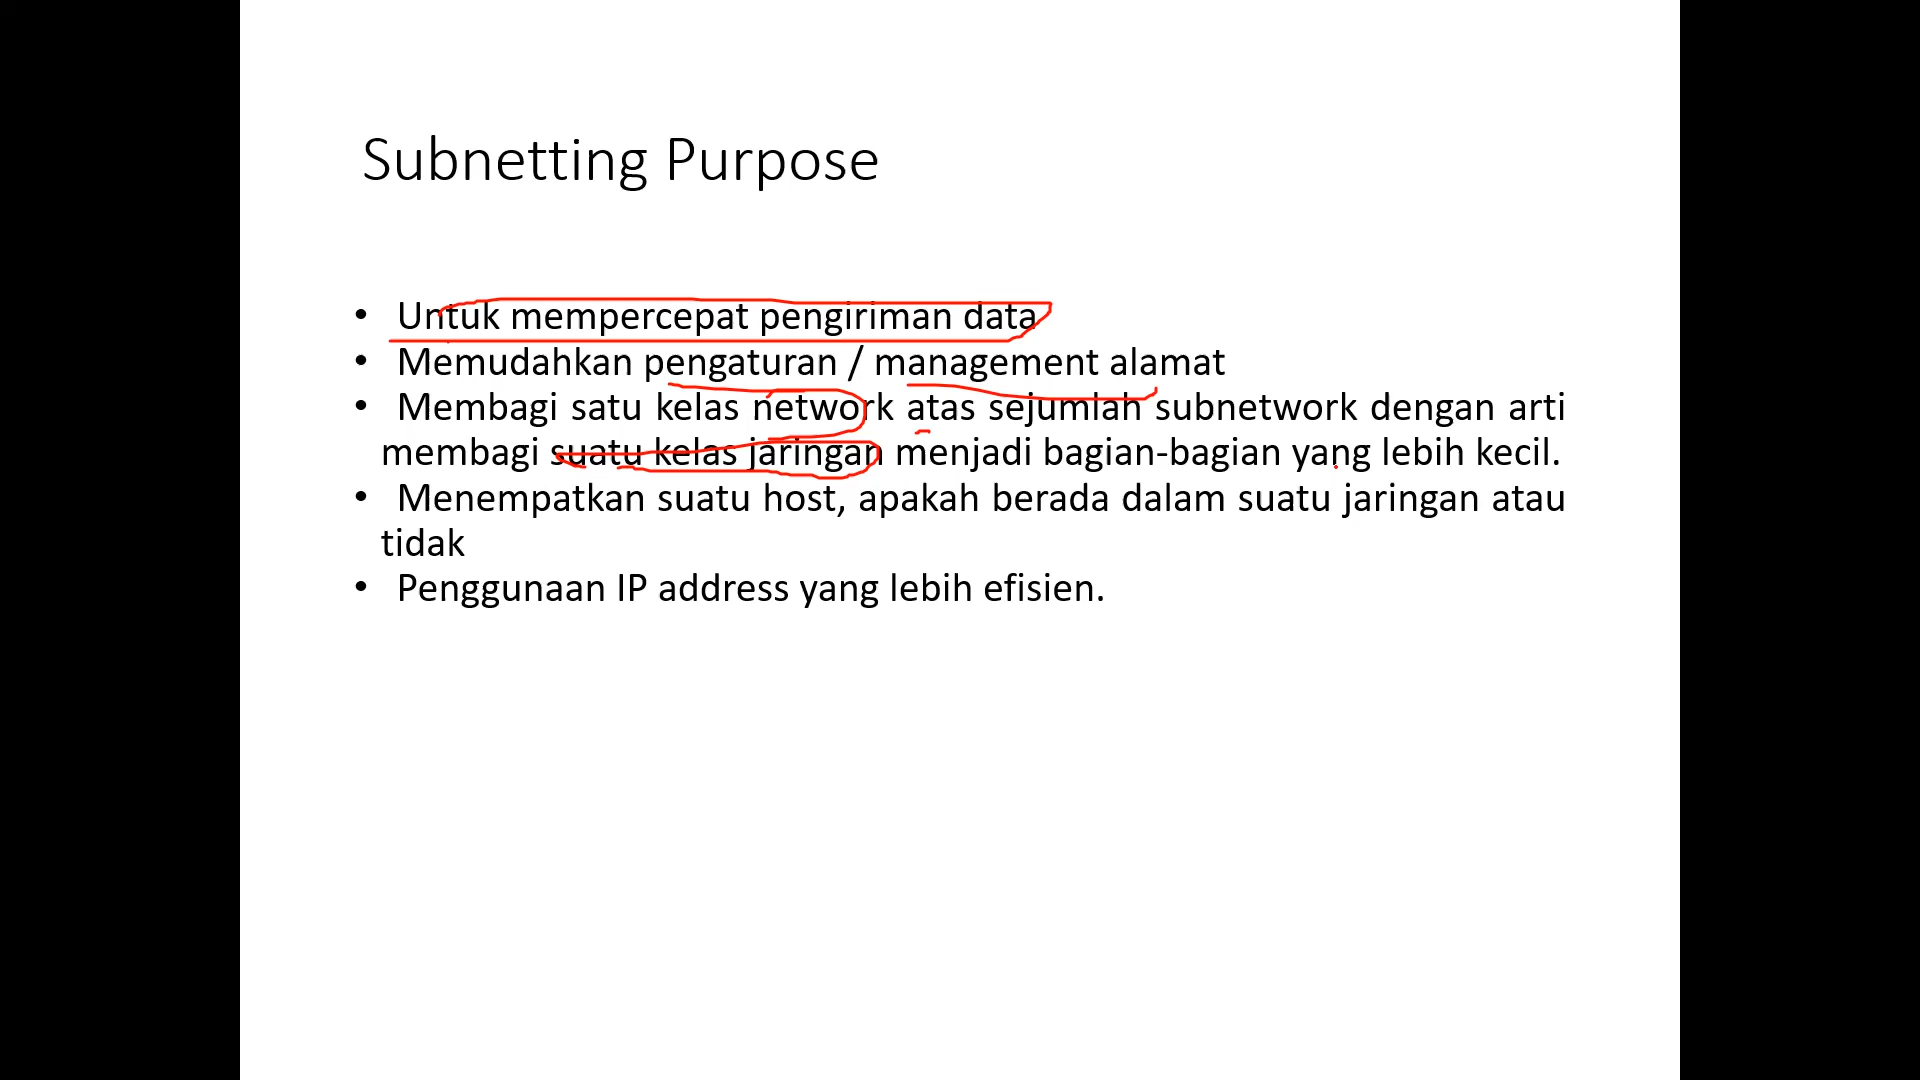 Subnetting Purpose
• Untuk mempercepat pengiriman data
• Memudahkan pengaturan / management alamat
• Membagi satu kelas network atas sejumlah subnetwork dengan arti
membagi suatu kelas jaringan menjadi bagian-bagian yang lebih kecil.
• Menempatkan suatu host, apakah berada dalam suatu jaringan atau
tidak
• Penggunaan IP address yang lebih efisien.